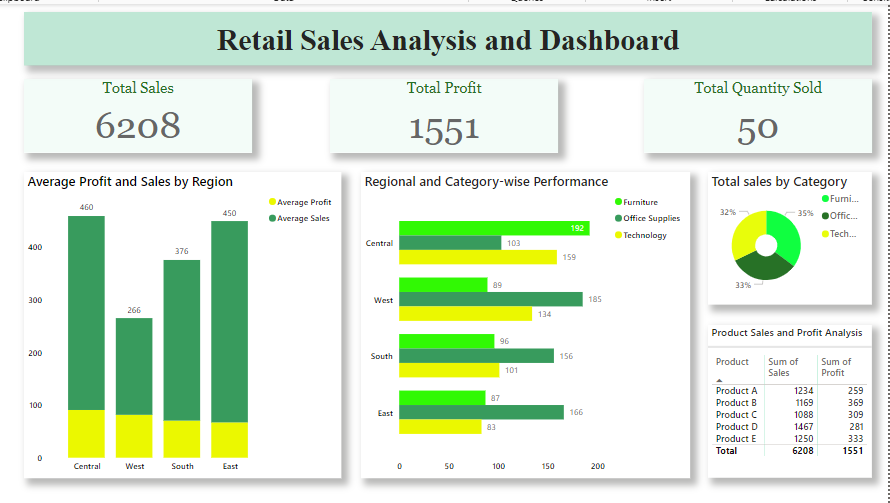 Retail Sales Analysis and Dashboard
Total Sales
6208
Total Profit
1551
Total Quantity Sold
50
Average Profit and Sales by Region
Average Profit
Average Sales
460
266
376
450
400
300
200
100
0
Central
West
South
East
Regional and Category-wise Performance
Furniture
Office Supplies
Technology
Central
192
103
159
West
89
185
134
South
96
156
101
East
87
166
83
0
50
100
150
200
Total sales by Category
Furni...
Offic...
Tech...
32%
35%
33%
Product Sales and Profit Analysis
Product Sum of Sales Sum of Profit
Product A 1234 259
Product B 1169 369
Product C 1088 309
Product D 1467 281
Product E 1250 333
Total 6208 1551